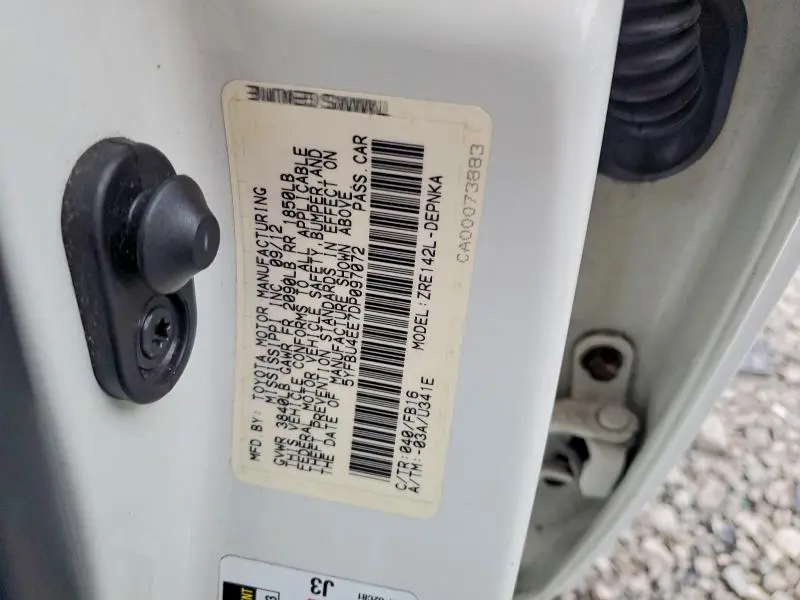 MFD.BY: TOYOTA MOTOR MANUFACTURING
MISSISSIPPI INC. 09/12
GVWR 3840LB GAWR FR 2090LB RR 1850LB
THIS VEHICLE CONFORMS TO ALL APPLICABLE
FEDERAL MOTOR VEHICLE SAFETY, BUMPER, AND
THEFT PREVENTION STANDARDS IN EFFECT ON
THE DATE OF MANUFACTURE SHOWN ABOVE.
5YFBU4EE7DP097072 PASS.CAR
C/TR:040/FB16 MODEL:ZRE142L-DEPNKA
A/TM:-03A/U341E
CA00073883
J3